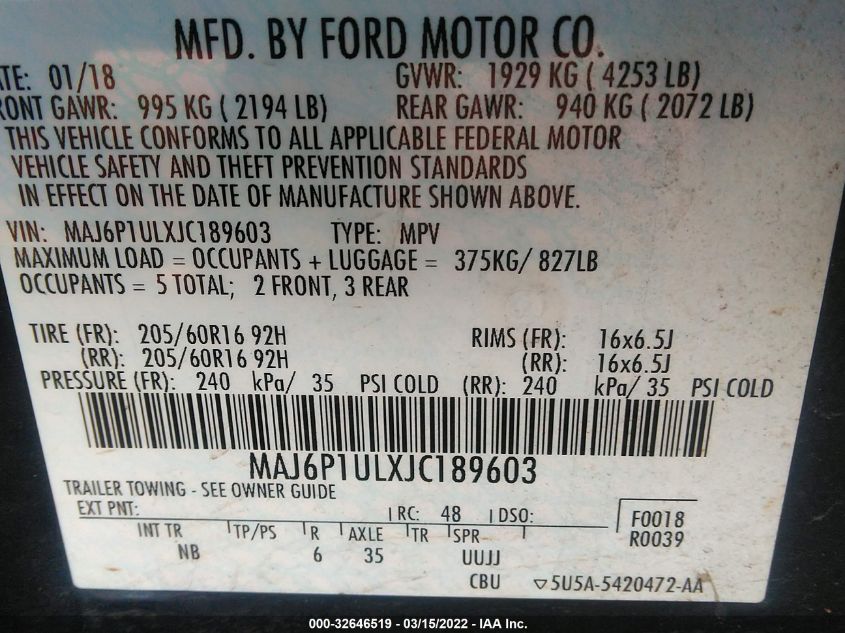 MFD. BY FORD MOTOR CO.
ATE: 01/18 GVWR: 1929 KG ( 4253 LB)
RONT GAWR: 995 KG ( 2194 LB) REAR GAWR: 940 KG ( 2072 LB)
THIS VEHICLE CONFORMS TO ALL APPLICABLE FEDERAL MOTOR
VEHICLE SAFETY AND THEFT PREVENTION STANDARDS
IN EFFECT ON THE DATE OF MANUFACTURE SHOWN ABOVE.
VIN: MAJ6P1ULXJC189603 TYPE: MPV
MAXIMUM LOAD = OCCUPANTS + LUGGAGE = 375KG/ 827LB
OCCUPANTS = 5 TOTAL; 2 FRONT, 3 REAR
TIRE (FR): 205/60R16 92H RIMS (FR): 16x6.5J
(RR): 205/60R16 92H (RR): 16x6.5J
PRESSURE (FR): 240 kPa/ 35 PSI COLD (RR): 240 kPa/ 35 PSI COLD
MAJ6P1ULXJC189603
TRAILER TOWING - SEE OWNER GUIDE
EXT PNT: RC: 48 DSO: F0018
INT TR TP/PS R AXLE TR SPR R0039
NB 6 35 UUJJ
CBU ▽5U5A-5420472-AA
000-32646519 - 03/15/2022 - IAA Inc.